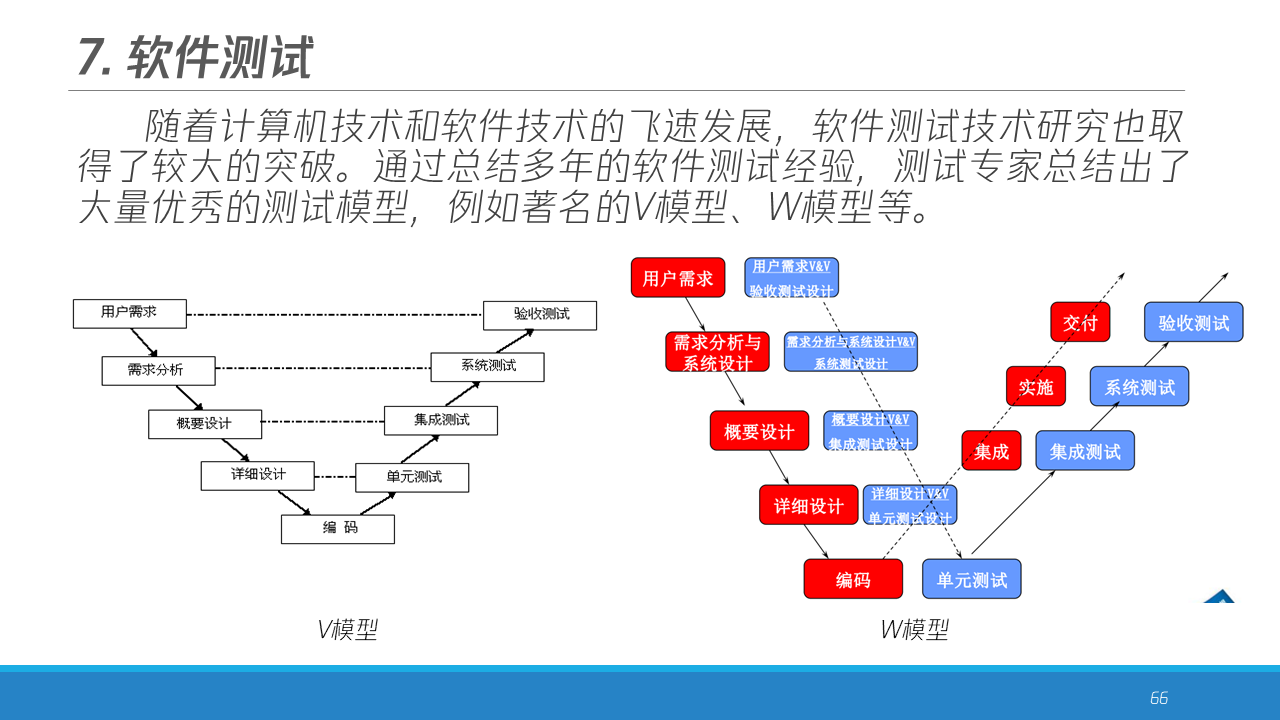 7. 软件测试
随着计算机技术和软件技术的飞速发展，软件测试技术研究也取
得了较大的突破。通过总结多年的软件测试经验，测试专家总结出了
大量优秀的测试模型，例如著名的V模型、W模型等。
用户需求
验收测试
需求分析
系统测试
概要设计
集成测试
详细设计
单元测试
编 码
V模型
用户需求
用户需求V&V
验收测试设计
需求分析与
系统设计
需求分析与系统设计V&V
系统测试设计
概要设计
概要设计V&V
集成测试设计
详细设计
详细设计V&V
单元测试设计
编码
单元测试
集成
集成测试
实施
系统测试
交付
验收测试
W模型
66